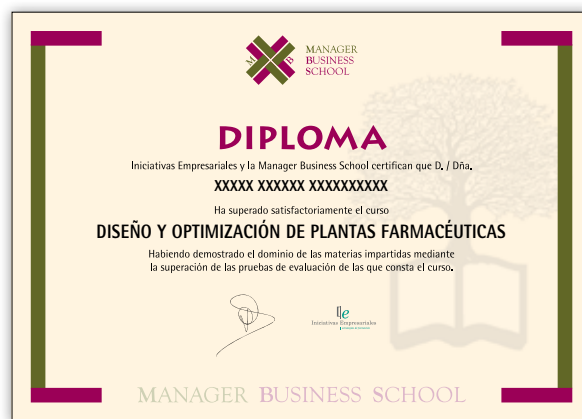 M B
MANAGER
BUSINESS
SCHOOL
DIPLOMA
Iniciativas Empresariales y la Manager Business School certifican que D. / Dña.
XXXXX XXXXXX XXXXXXXXXX
Ha superado satisfactoriamente el curso
DISEÑO Y OPTIMIZACIÓN DE PLANTAS FARMACÉUTICAS
Habiendo demostrado el dominio de las materias impartidas mediante
la superación de las pruebas de evaluación de las que consta el curso.
Iniciativas Empresariales
MANAGER BUSINESS SCHOOL